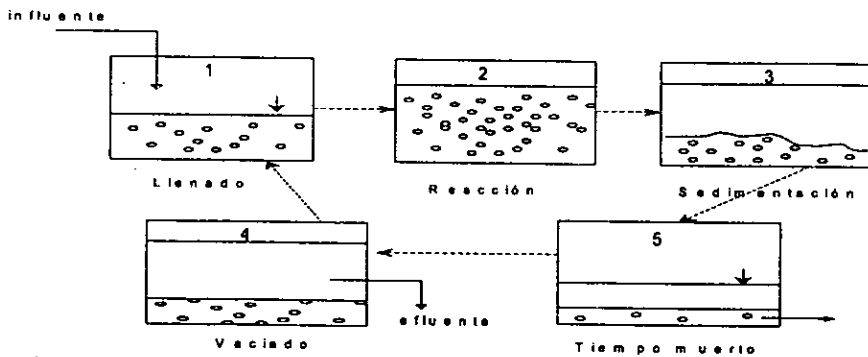 influente
1
2
3
Llenado
Reacción
Sedimentación
4
5
efluente
Vaciado
Tiempo muerto